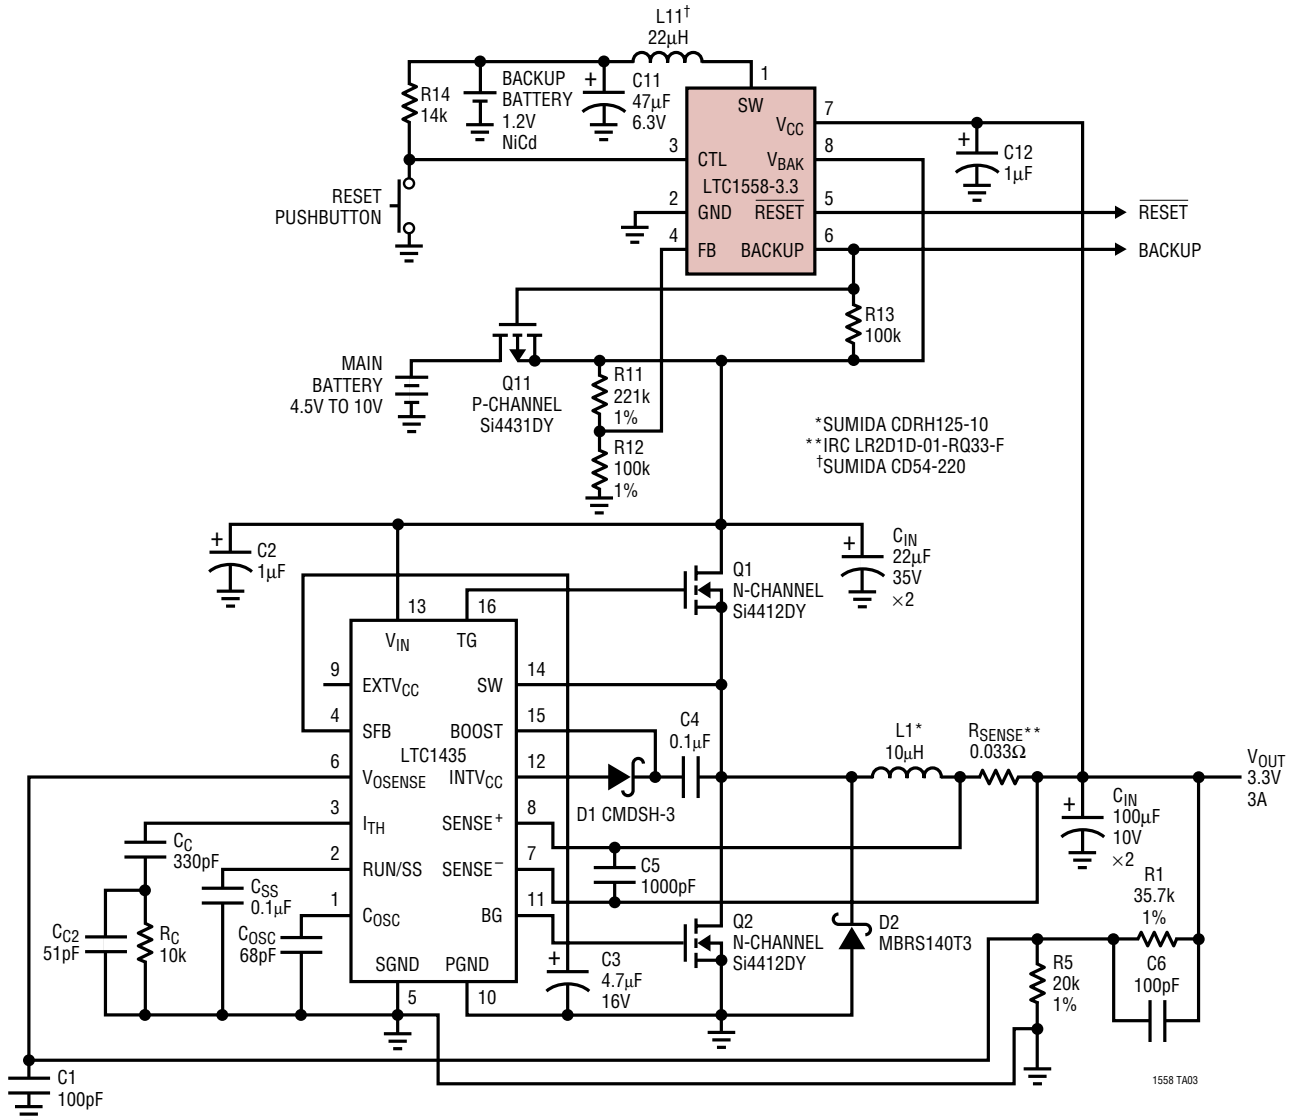 L11†
22µH
1
BACKUP
BATTERY
1.2V
NiCd
+
C11
47µF
6.3V
R14
14k
SW
7
VCC
+
C12
1µF
3
CTL
VBAK
8
LTC1558-3.3
RESET
PUSHBUTTON
2
GND
RESET
5
RESET
4
FB
BACKUP
6
BACKUP
R13
100k
MAIN
BATTERY
4.5V TO 10V
Q11
P-CHANNEL
Si4431DY
R11
221k
1%
R12
100k
1%
*SUMIDA CDRH125-10
**IRC LR2D1D-01-RQ33-F
†SUMIDA CD54-220
+
C2
1µF
+
CIN
22µF
35V
×2
Q1
N-CHANNEL
Si4412DY
13
16
VIN
TG
9
EXTVCC
SW
14
4
SFB
BOOST
15
LTC1435
6
VOSENSE
INTVCC
12
3
ITH
SENSE+
8
2
RUN/SS
SENSE−
7
1
COSC
BG
11
SGND
PGND
5
10
C4
0.1µF
D1 CMDSH-3
L1*
10µH
RSENSE**
0.033Ω
VOUT
3.3V
3A
+
CIN
100µF
10V
×2
C5
1000pF
CC
330pF
CSS
0.1µF
CC2
51pF
RC
10k
COSC
68pF
+
C3
4.7µF
16V
Q2
N-CHANNEL
Si4412DY
D2
MBRS140T3
R1
35.7k
1%
R5
20k
1%
C6
100pF
C1
100pF
1558 TA03